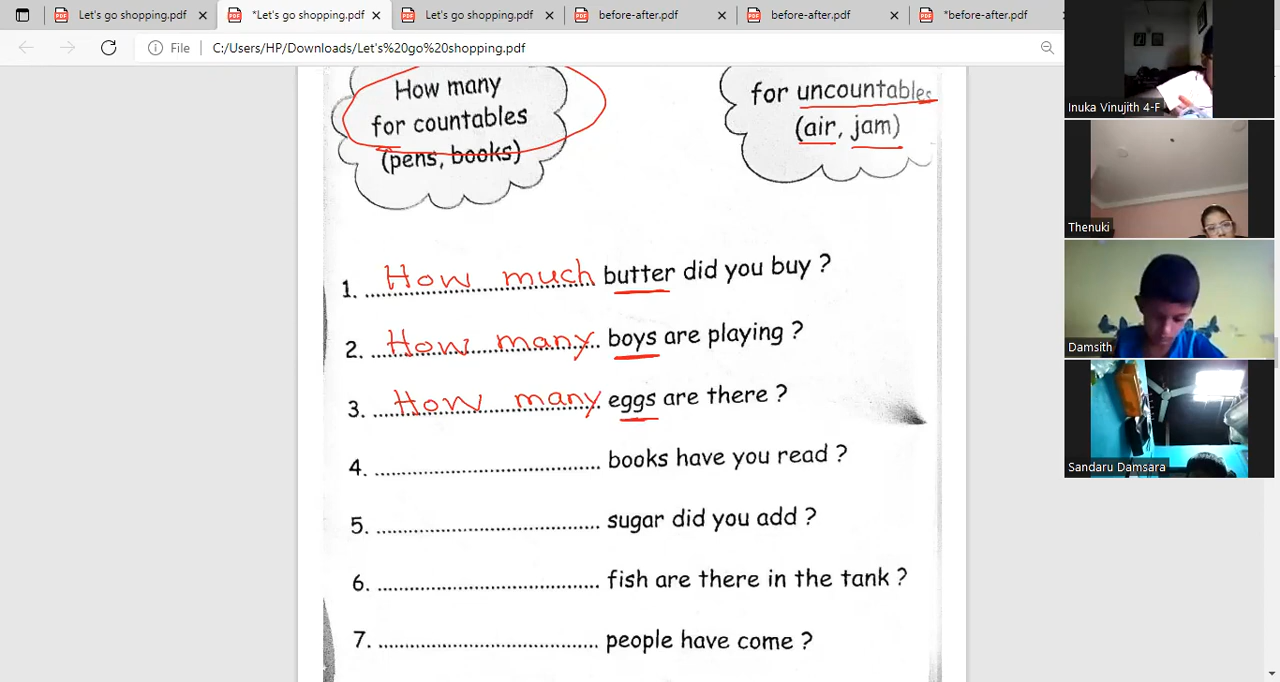 Let's go shopping.pdf
*Let's go shopping.pdf
Let's go shopping.pdf
before-after.pdf
before-after.pdf
*before-after.pdf
File C:/Users/HP/Downloads/Let's%20go%20shopping.pdf
How many
for countables
(pens, books)
for uncountables
(air, jam)
1. How much butter did you buy ?
2. How many boys are playing ?
3. How many eggs are there ?
4. .................................. books have you read ?
5. .................................. sugar did you add ?
6. .................................. fish are there in the tank ?
7. .................................. people have come ?
Inuka Vinujith 4-F
Thenuki
Damsith
Sandaru Damsara